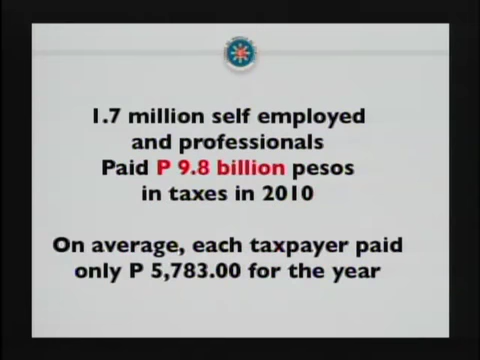 1.7 million self employed
and professionals
Paid P 9.8 billion pesos
in taxes in 2010
On average, each taxpayer paid
only P 5,783.00 for the year